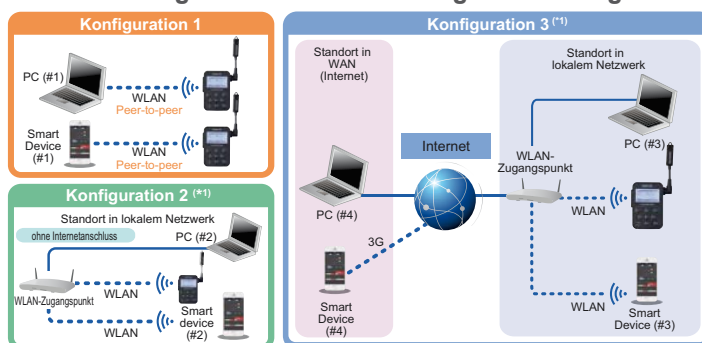 Konfiguration 1
PC (#1)
WLAN
Peer-to-peer
Smart
Device
(#1)
WLAN
Peer-to-peer
Konfiguration 2 (*1)
Standort in lokalem Netzwerk
ohne Internetanschluss
PC (#2)
WLAN-Zugangspunkt
WLAN
WLAN
Smart
device
(#2)
Konfiguration 3 (*1)
Standort in
WAN
(Internet)
PC (#4)
3G
Smart
Device
(#4)
Internet
Standort in
lokalem Netzwerk
PC (#3)
WLAN-
Zugangspunkt
WLAN
WLAN
Smart
Device (#3)